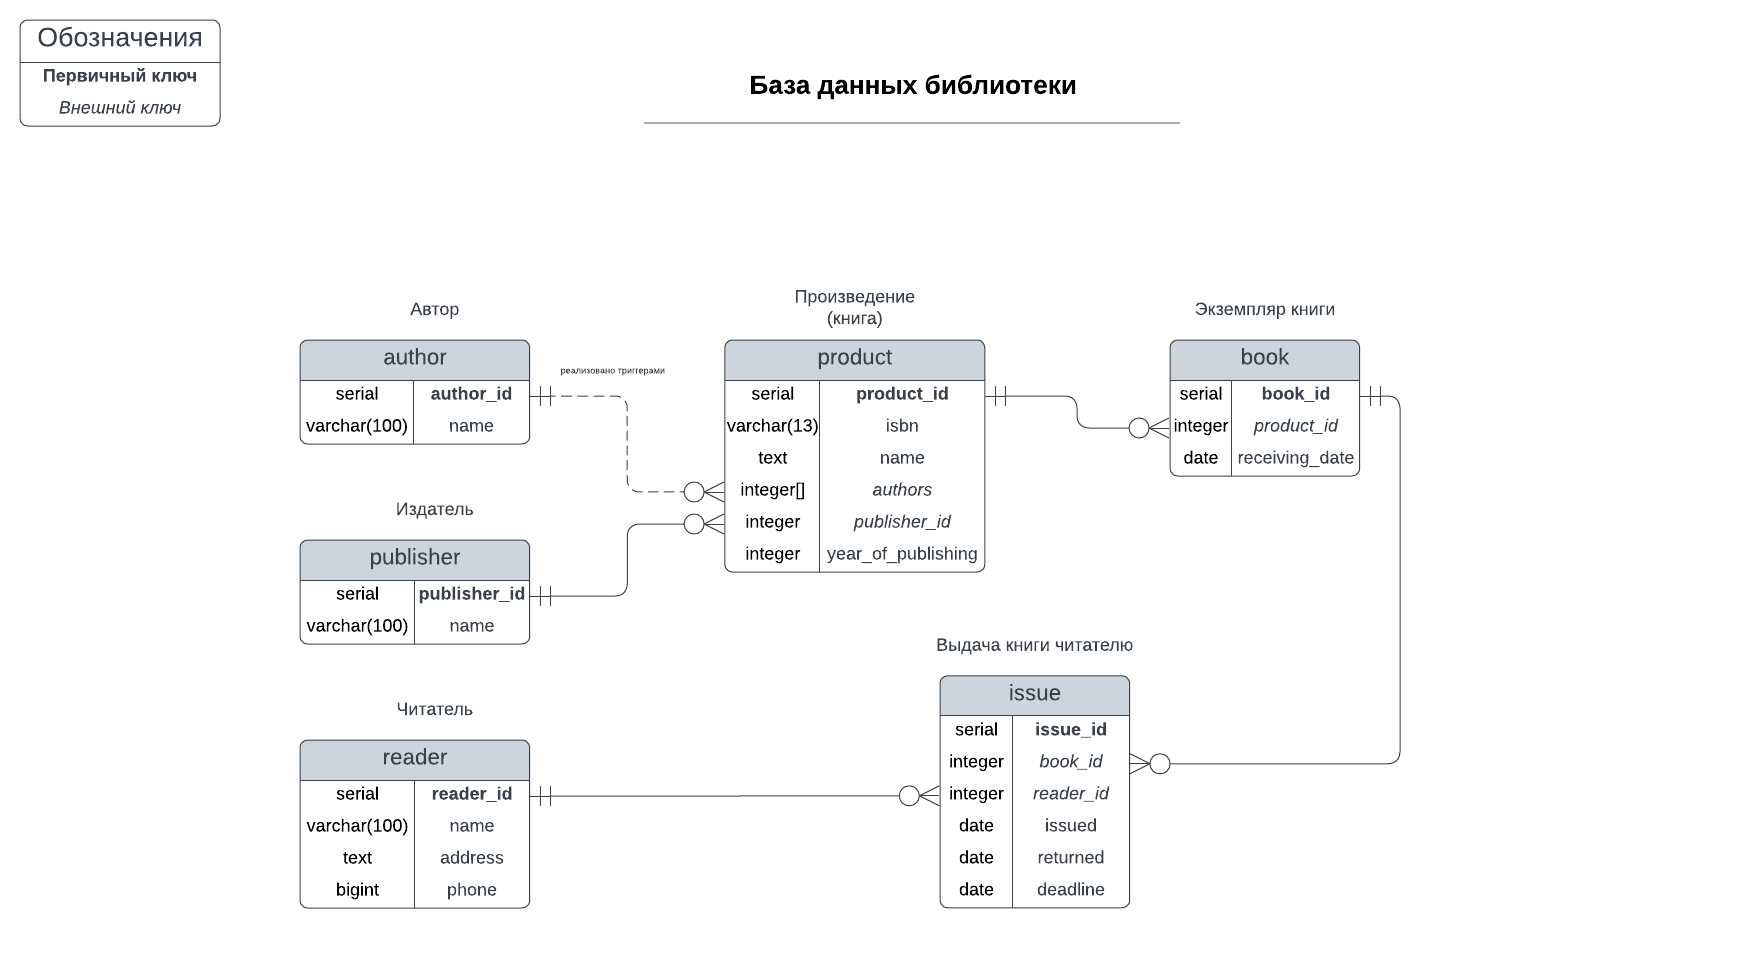 Обозначения
Первичный ключ
Внешний ключ
База данных библиотеки
Автор
author
serial author_id
varchar(100) name
реализовано триггерами
Издатель
publisher
serial publisher_id
varchar(100) name
Читатель
reader
serial reader_id
varchar(100) name
text address
bigint phone
Произведение
(книга)
product
serial product_id
varchar(13) isbn
text name
integer[] authors
integer publisher_id
integer year_of_publishing
Экземпляр книги
book
serial book_id
integer product_id
date receiving_date
Выдача книги читателю
issue
serial issue_id
integer book_id
integer reader_id
date issued
date returned
date deadline